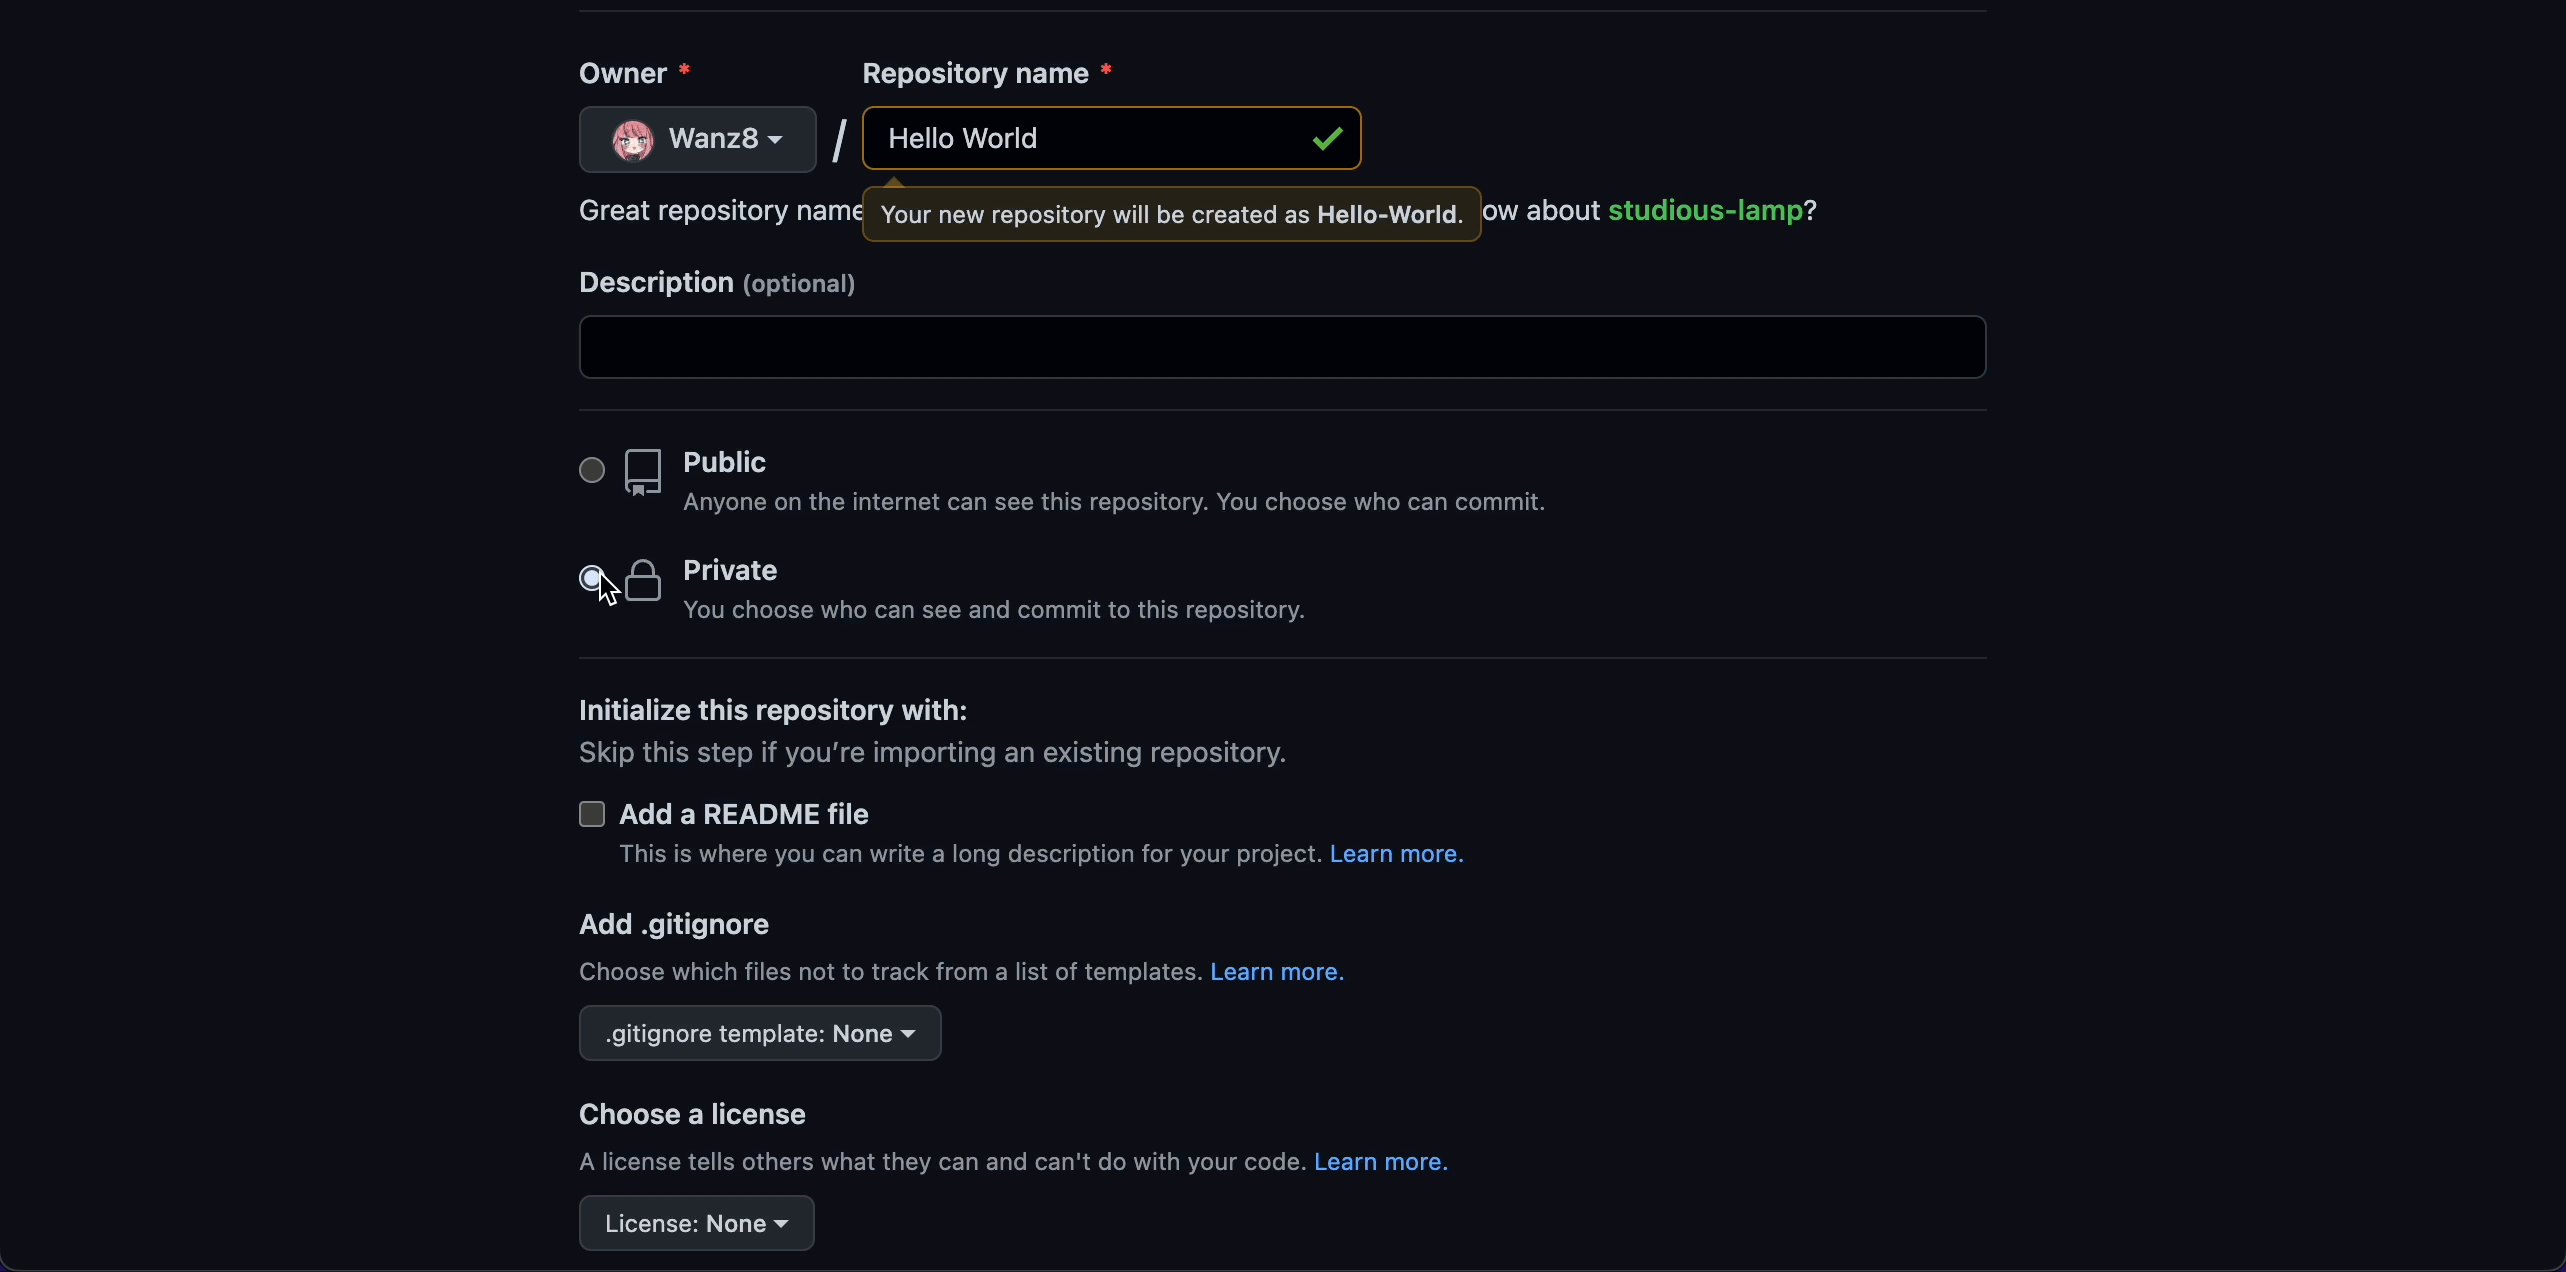 Owner *
Repository name *
Wanz8 / Hello World
Great repository name
Your new repository will be created as Hello-World.
ow about studious-lamp?
Description (optional)
Public
Anyone on the internet can see this repository. You choose who can commit.
Private
You choose who can see and commit to this repository.
Initialize this repository with:
Skip this step if you’re importing an existing repository.
Add a README file
This is where you can write a long description for your project. Learn more.
Add .gitignore
Choose which files not to track from a list of templates. Learn more.
.gitignore template: None
Choose a license
A license tells others what they can and can't do with your code. Learn more.
License: None